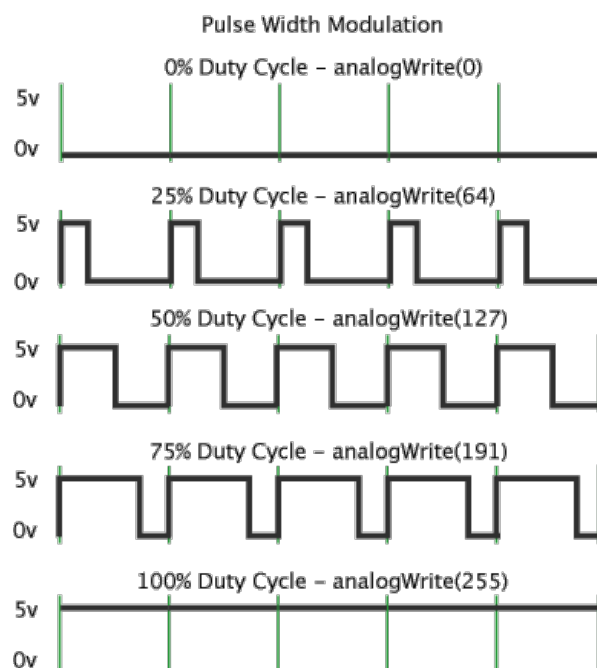 Pulse Width Modulation
0% Duty Cycle – analogWrite(0)
5v
0v
25% Duty Cycle – analogWrite(64)
5v
0v
50% Duty Cycle – analogWrite(127)
5v
0v
75% Duty Cycle – analogWrite(191)
5v
0v
100% Duty Cycle – analogWrite(255)
5v
0v